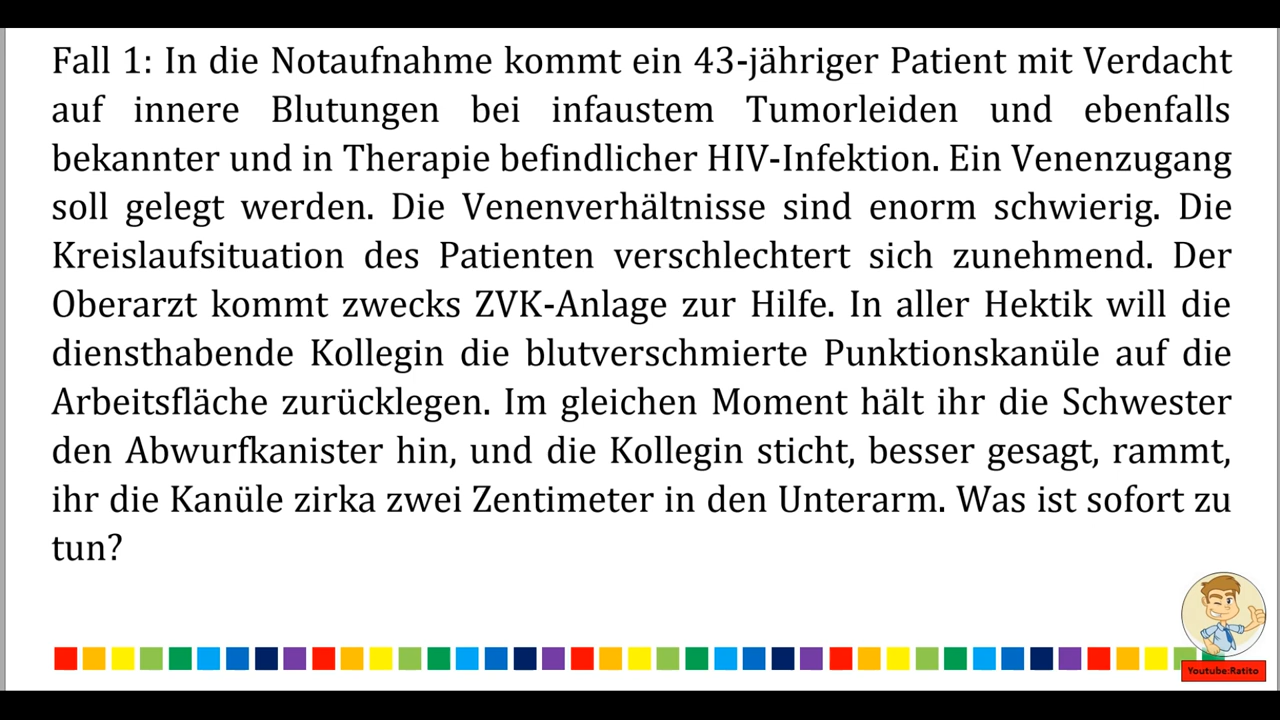 Fall 1: In die Notaufnahme kommt ein 43-jähriger Patient mit Verdacht
auf innere Blutungen bei infaustem Tumorleiden und ebenfalls
bekannter und in Therapie befindlicher HIV-Infektion. Ein Venenzugang
soll gelegt werden. Die Venenverhältnisse sind enorm schwierig. Die
Kreislaufsituation des Patienten verschlechtert sich zunehmend. Der
Oberarzt kommt zwecks ZVK-Anlage zur Hilfe. In aller Hektik will die
diensthabende Kollegin die blutverschmierte Punktionskanüle auf die
Arbeitsfläche zurücklegen. Im gleichen Moment hält ihr die Schwester
den Abwurfkanister hin, und die Kollegin sticht, besser gesagt, rammt,
ihr die Kanüle zirka zwei Zentimeter in den Unterarm. Was ist sofort zu
tun?
Youtube:Ratito